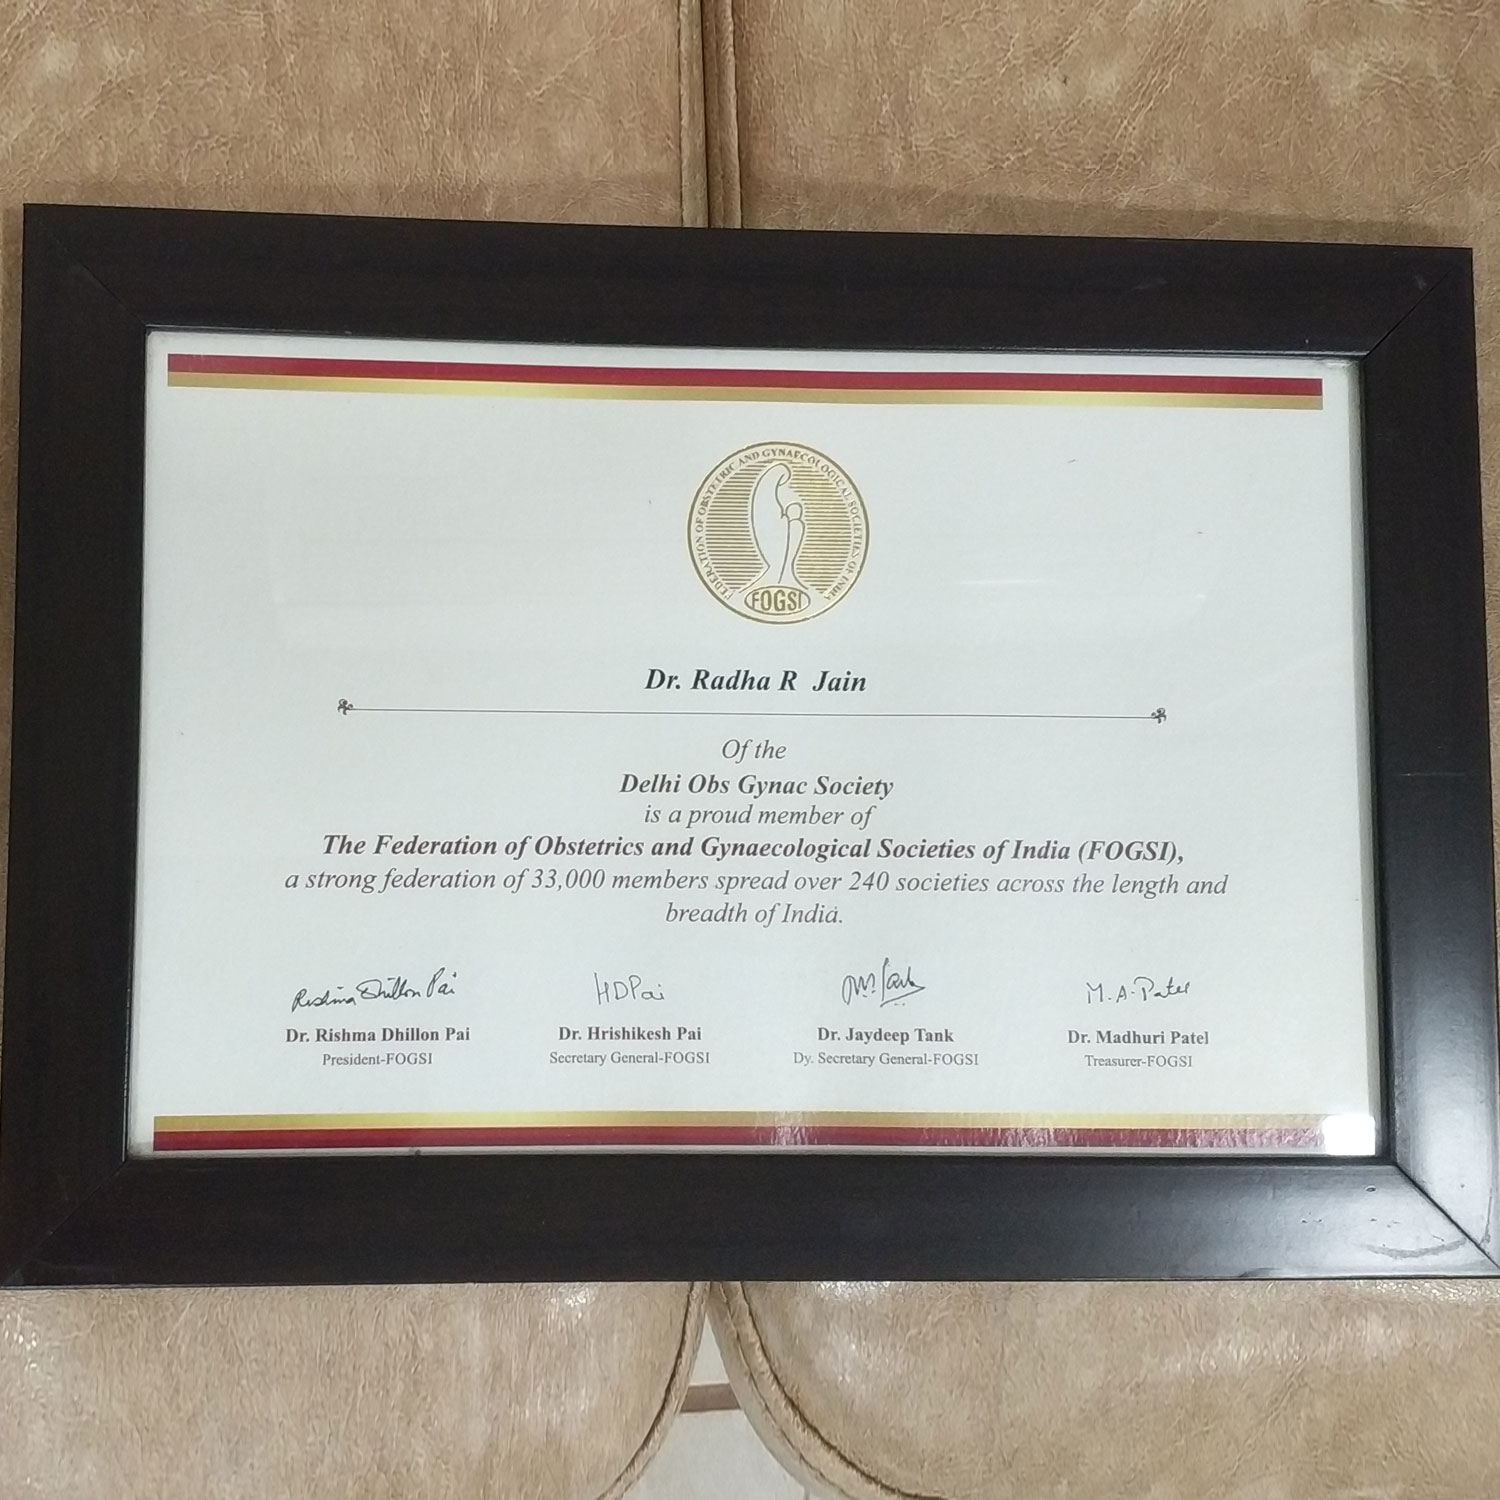 FEDERATION OF OBSTETRIC AND GYNAECOLOGICAL SOCIETIES OF INDIA
FOGSI
Dr. Radha R Jain
Of the
Delhi Obs Gynac Society
is a proud member of
The Federation of Obstetrics and Gynaecological Societies of India (FOGSI),
a strong federation of 33,000 members spread over 240 societies across the length and
breadth of India.
Rishma Dhillon Pai HDPai M.A.Patel
Dr. Rishma Dhillon Pai Dr. Hrishikesh Pai Dr. Jaydeep Tank Dr. Madhuri Patel
President-FOGSI Secretary General-FOGSI Dy. Secretary General-FOGSI Treasurer-FOGSI